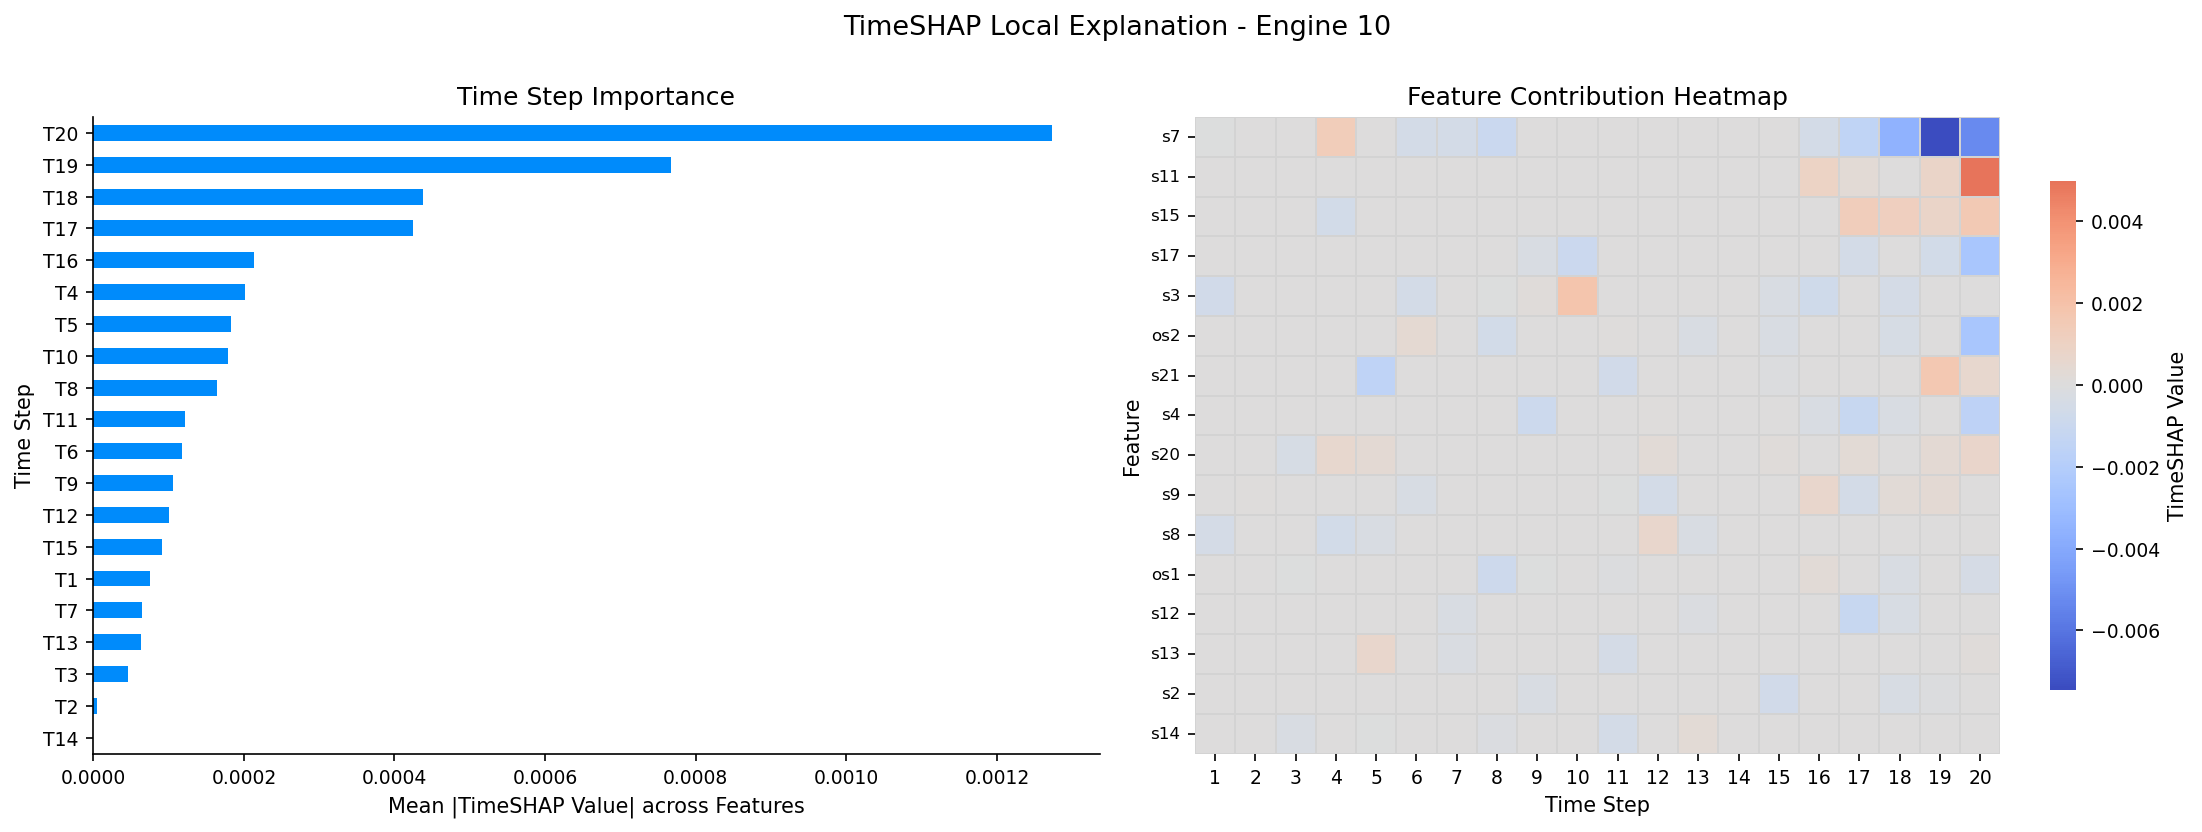 TimeSHAP Local Explanation - Engine 10
Time Step Importance
Time Step
T20
T19
T18
T17
T16
T4
T5
T10
T8
T11
T6
T9
T12
T15
T1
T7
T13
T3
T2
T14
0.0000 0.0002 0.0004 0.0006 0.0008 0.0010 0.0012
Mean |TimeSHAP Value| across Features
Feature Contribution Heatmap
Feature
s7
s11
s15
s17
s3
os2
s21
s4
s20
s9
s8
os1
s12
s13
s2
s14
1 2 3 4 5 6 7 8 9 10 11 12 13 14 15 16 17 18 19 20
Time Step
0.004
0.002
0.000
−0.002
−0.004
−0.006
TimeSHAP Value